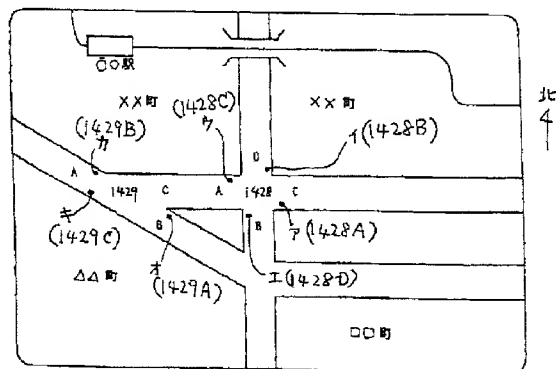 北
○○駅
××町
××町
(1428C)
ウ
(1429B)
カ
イ(1428B)
D
A 1429 C A 1428 C
キ
(1429C)
B
B
ア(1428A)
オ
(1429A)
エ(1428D)
△△町
□□町